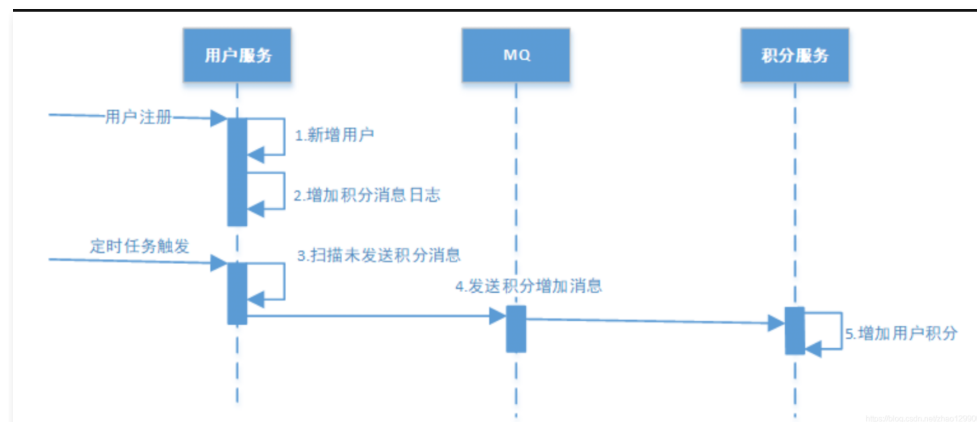 用户服务
MQ
积分服务
用户注册
1.新增用户
2.增加积分消息日志
定时任务触发
3.扫描未发送积分消息
4.发送积分增加消息
5.增加用户积分